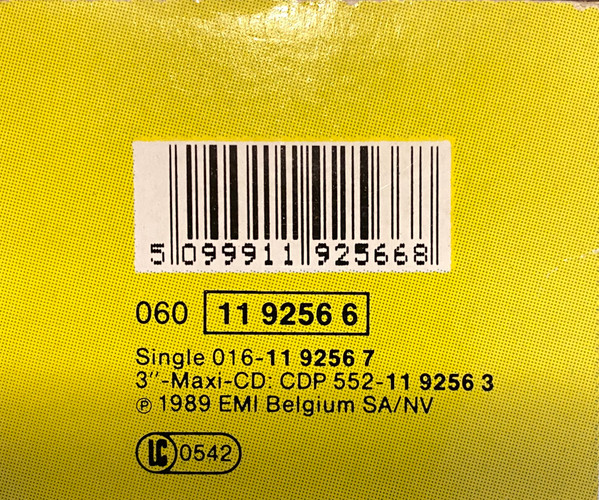 5 099911 925668
060 11 9256 6
Single 016-11 9256 7
3"-Maxi-CD: CDP 552-11 9256 3
℗ 1989 EMI Belgium SA/NV
LC 0542